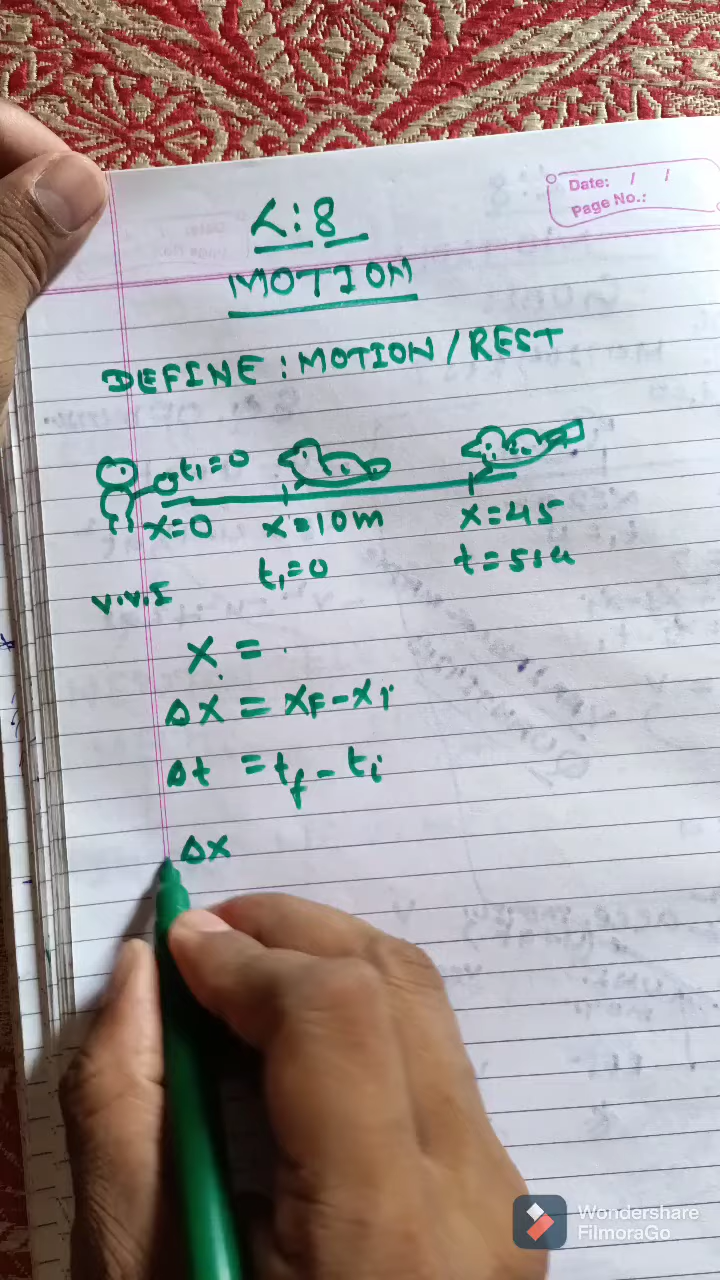 Date: / /
Page No.:
L:8
MOTION
DEFINE : MOTION / REST
t₁=0
x=0 x=10m x=45
t₁=0 t=5
v.v.I
x = .
Δx = xF - xi
Δt = tf - ti
Δx
Wondershare
FilmoraGo